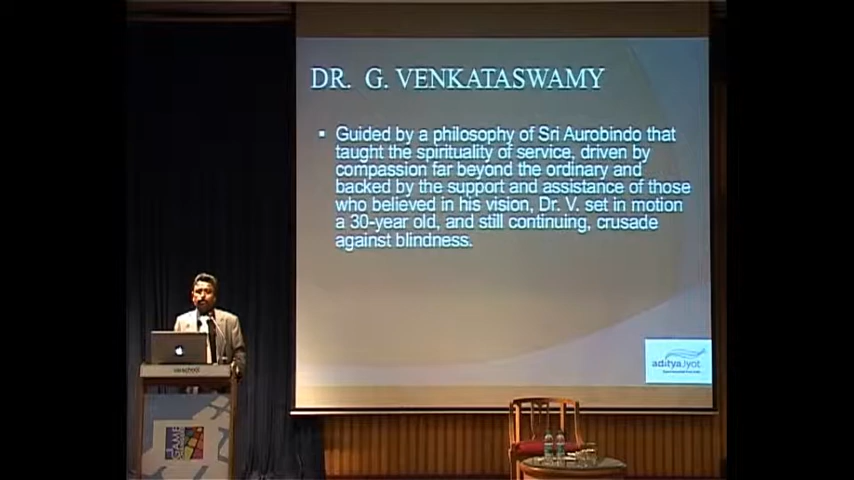 DR. G. VENKATASWAMY
▪ Guided by a philosophy of Sri Aurobindo that
taught the spirituality of service, driven by
compassion far beyond the ordinary and
backed by the support and assistance of those
who believed in his vision, Dr. V. set in motion
a 30-year old, and still continuing, crusade
against blindness.
aditya jyot
GAME